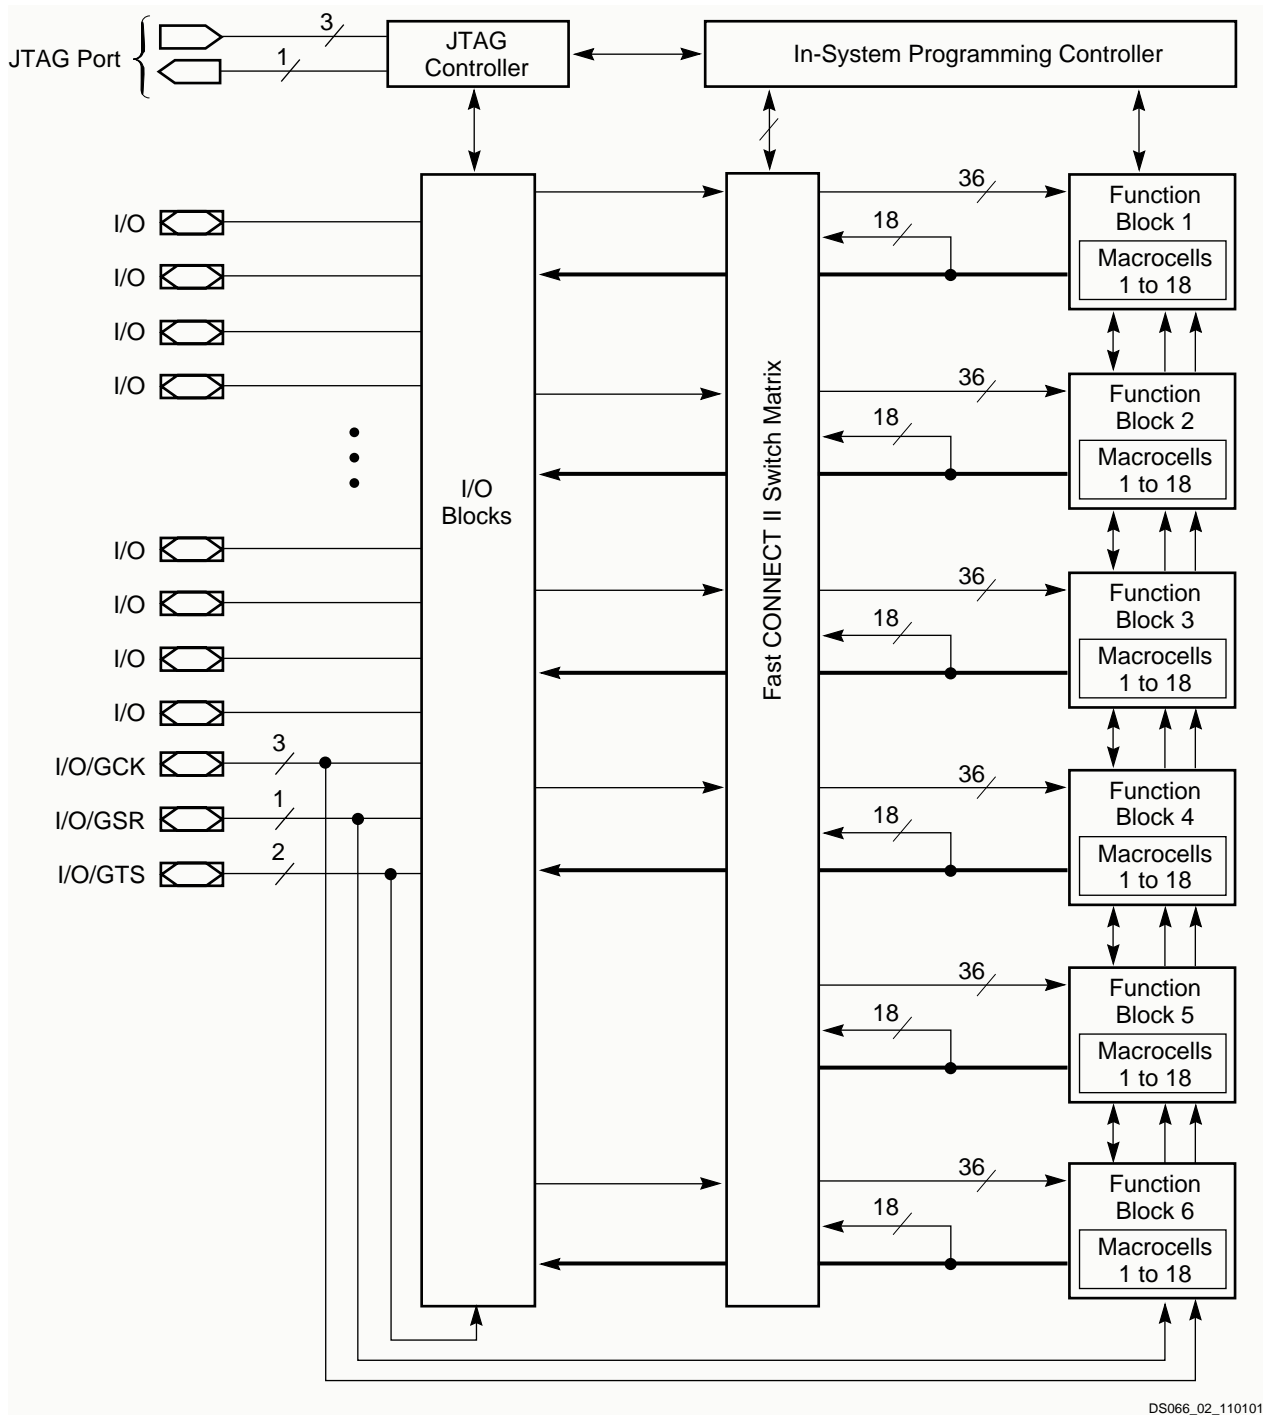 JTAG Port
3
1
JTAG
Controller
In-System Programming Controller
I/O
I/O
I/O
I/O
I/O
I/O
I/O
I/O
I/O/GCK
3
I/O/GSR
1
I/O/GTS
2
I/O
Blocks
Fast CONNECT II Switch Matrix
36
18
Function
Block 1
Macrocells
1 to 18
36
18
Function
Block 2
Macrocells
1 to 18
36
18
Function
Block 3
Macrocells
1 to 18
36
18
Function
Block 4
Macrocells
1 to 18
36
18
Function
Block 5
Macrocells
1 to 18
36
18
Function
Block 6
Macrocells
1 to 18
DS066_02_110101